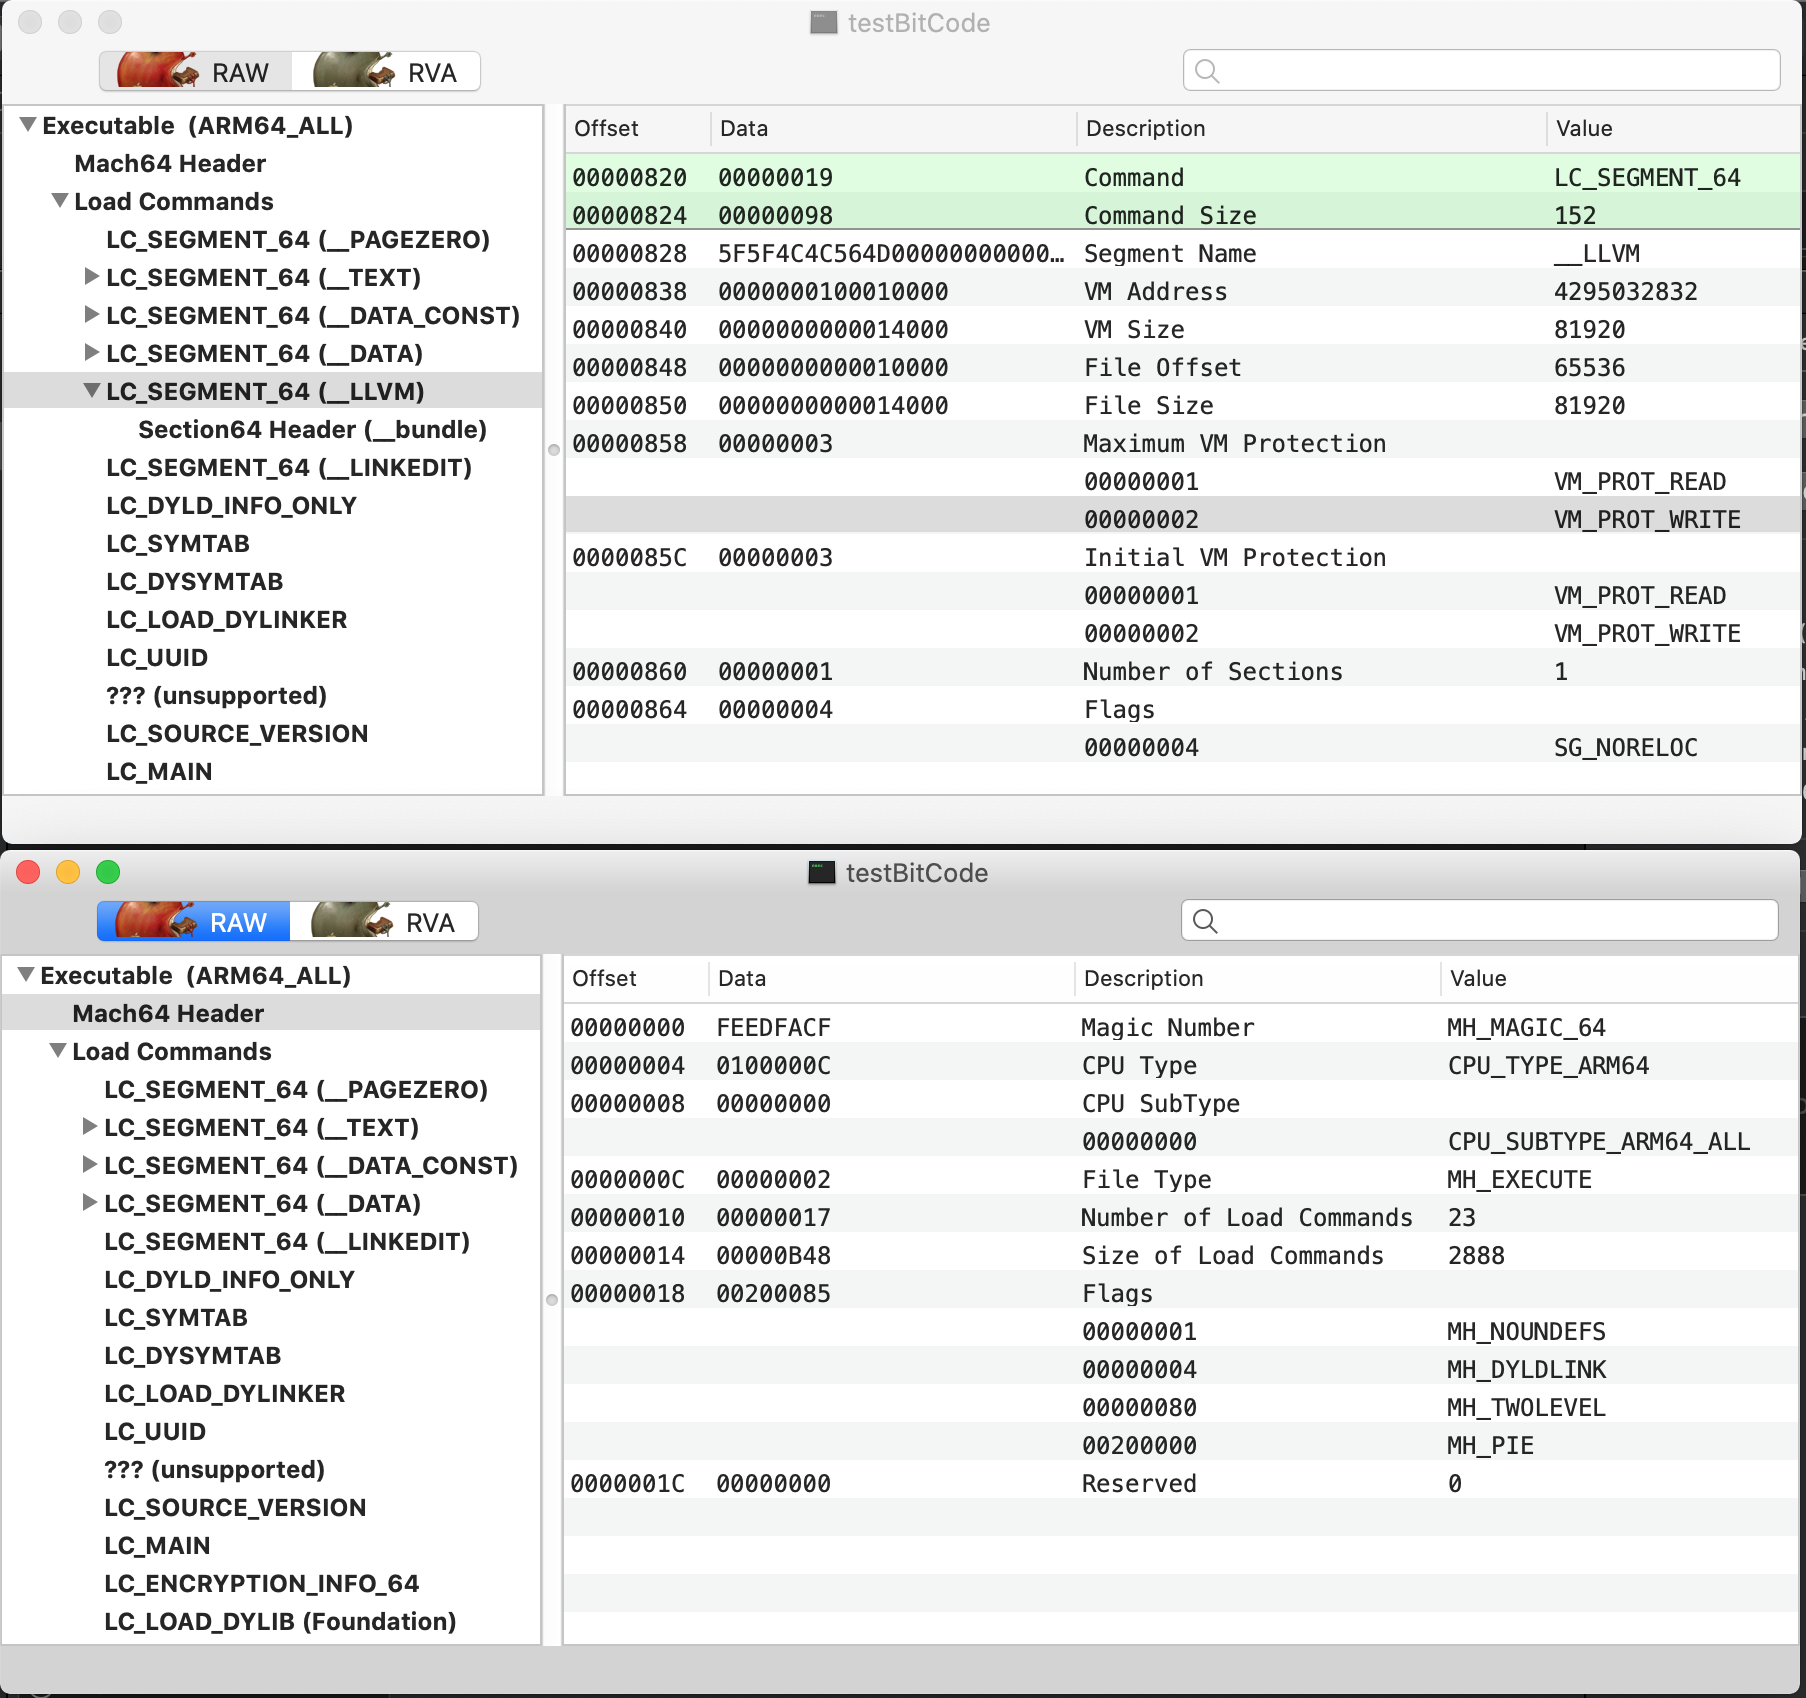 testBitCode
RAW RVA
Executable (ARM64_ALL)
Mach64 Header
Load Commands
LC_SEGMENT_64 (__PAGEZERO)
LC_SEGMENT_64 (__TEXT)
LC_SEGMENT_64 (__DATA_CONST)
LC_SEGMENT_64 (__DATA)
LC_SEGMENT_64 (__LLVM)
Section64 Header (__bundle)
LC_SEGMENT_64 (__LINKEDIT)
LC_DYLD_INFO_ONLY
LC_SYMTAB
LC_DYSYMTAB
LC_LOAD_DYLINKER
LC_UUID
??? (unsupported)
LC_SOURCE_VERSION
LC_MAIN
Offset Data Description Value
00000820 00000019 Command LC_SEGMENT_64
00000824 00000098 Command Size 152
00000828 5F5F4C4C564D00000000000... Segment Name __LLVM
00000838 0000000100010000 VM Address 4295032832
00000840 0000000000014000 VM Size 81920
00000848 0000000000010000 File Offset 65536
00000850 0000000000014000 File Size 81920
00000858 00000003 Maximum VM Protection
00000001 VM_PROT_READ
00000002 VM_PROT_WRITE
0000085C 00000003 Initial VM Protection
00000001 VM_PROT_READ
00000002 VM_PROT_WRITE
00000860 00000001 Number of Sections 1
00000864 00000004 Flags
00000004 SG_NORELOC
testBitCode
RAW RVA
Executable (ARM64_ALL)
Mach64 Header
Load Commands
LC_SEGMENT_64 (__PAGEZERO)
LC_SEGMENT_64 (__TEXT)
LC_SEGMENT_64 (__DATA_CONST)
LC_SEGMENT_64 (__DATA)
LC_SEGMENT_64 (__LINKEDIT)
LC_DYLD_INFO_ONLY
LC_SYMTAB
LC_DYSYMTAB
LC_LOAD_DYLINKER
LC_UUID
??? (unsupported)
LC_SOURCE_VERSION
LC_MAIN
LC_ENCRYPTION_INFO_64
LC_LOAD_DYLIB (Foundation)
Offset Data Description Value
00000000 FEEDFACF Magic Number MH_MAGIC_64
00000004 0100000C CPU Type CPU_TYPE_ARM64
00000008 00000000 CPU SubType
00000000 CPU_SUBTYPE_ARM64_ALL
0000000C 00000002 File Type MH_EXECUTE
00000010 00000017 Number of Load Commands 23
00000014 00000B48 Size of Load Commands 2888
00000018 00200085 Flags
00000001 MH_NOUNDEFS
00000004 MH_DYLDLINK
00000080 MH_TWOLEVEL
00200000 MH_PIE
0000001C 00000000 Reserved 0